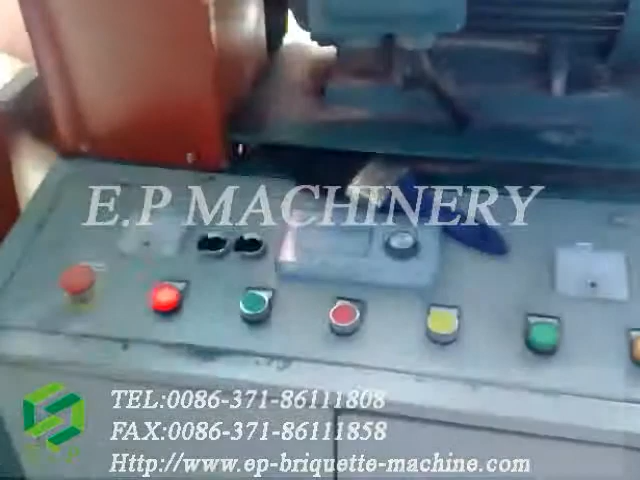 E.P MACHINERY
TEL:0086-371-86111808
FAX:0086-371-86111858
Http://www.ep-briquette-machine.com
E P